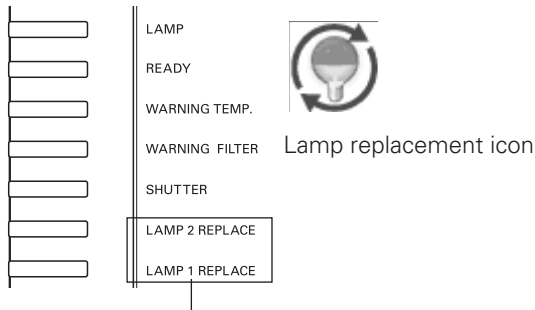 LAMP
READY
WARNING TEMP.
WARNING FILTER
SHUTTER
LAMP 2 REPLACE
LAMP 1 REPLACE
Lamp replacement icon